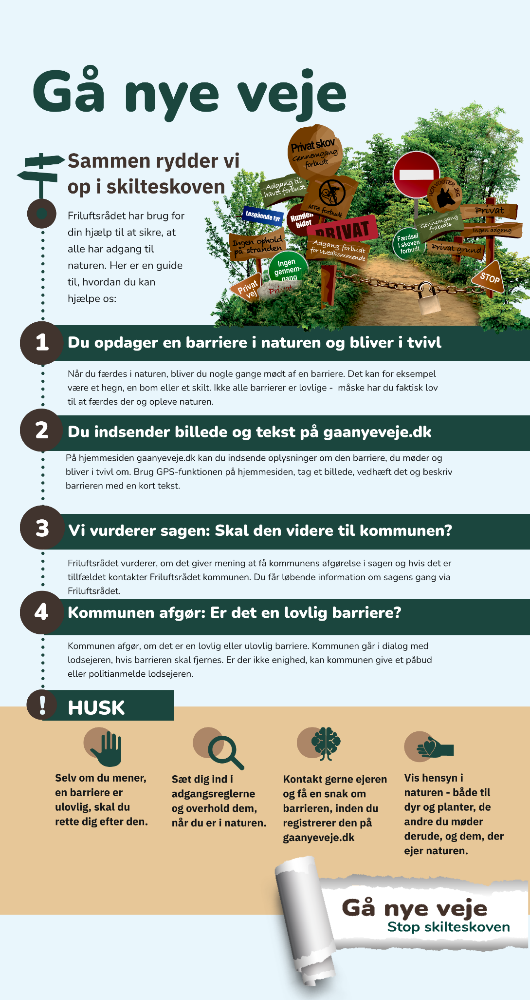 Gå nye veje
Sammen rydder vi
op i skilteskoven
Friluftsrådet har brug for
din hjælp til at sikre, at
alle har adgang til
naturen. Her er en guide
til, hvordan du kan
hjælpe os:
Privat skov
Gennemgang
forbudt
Adgang til
havet forbudt
MTB forbudt
Løsgående tyr
Hunden
bider
PRIVAT
Ingen ophold
på stranden
Adgang forbudt
for uvedkommende
Ingen
gennem-
gang
Privat
vej
Privat
HER VOGTER JEG
Privat
Gennemgang
frabedes
Ingen adgang
Færdsel
i skoven
forbudt
Privat grund
STOP
1 Du opdager en barriere i naturen og bliver i tvivl
Når du færdes i naturen, bliver du nogle gange mødt af en barriere. Det kan for eksempel
være et hegn, en bom eller et skilt. Ikke alle barrierer er lovlige - måske har du faktisk lov
til at færdes der og opleve naturen.
2 Du indsender billede og tekst på gaanyeveje.dk
På hjemmesiden gaanyeveje.dk kan du indsende oplysninger om den barriere, du møder og
bliver i tvivl om. Brug GPS-funktionen på hjemmesiden, tag et billede, vedhæft det og beskriv
barrieren med en kort tekst.
3 Vi vurderer sagen: Skal den videre til kommunen?
Friluftsrådet vurderer, om det giver mening at få kommunens afgørelse i sagen og hvis det er
tillfældet kontakter Friluftsrådet kommunen. Du får løbende information om sagens gang via
Friluftsrådet.
4 Kommunen afgør: Er det en lovlig barriere?
Kommunen afgør, om det er en lovlig eller ulovlig barriere. Kommunen går i dialog med
lodsejeren, hvis barrieren skal fjernes. Er der ikke enighed, kan kommunen give et påbud
eller politianmelde lodsejeren.
! HUSK
Selv om du mener,
en barriere er
ulovlig, skal du
rette dig efter den.
Sæt dig ind i
adgangsreglerne
og overhold dem,
når du er i naturen.
Kontakt gerne ejeren
og få en snak om
barrieren, inden du
registrerer den på
gaanyeveje.dk
Vis hensyn i
naturen - både til
dyr og planter, de
andre du møder
derude, og dem, der
ejer naturen.
Gå nye veje
Stop skilteskoven